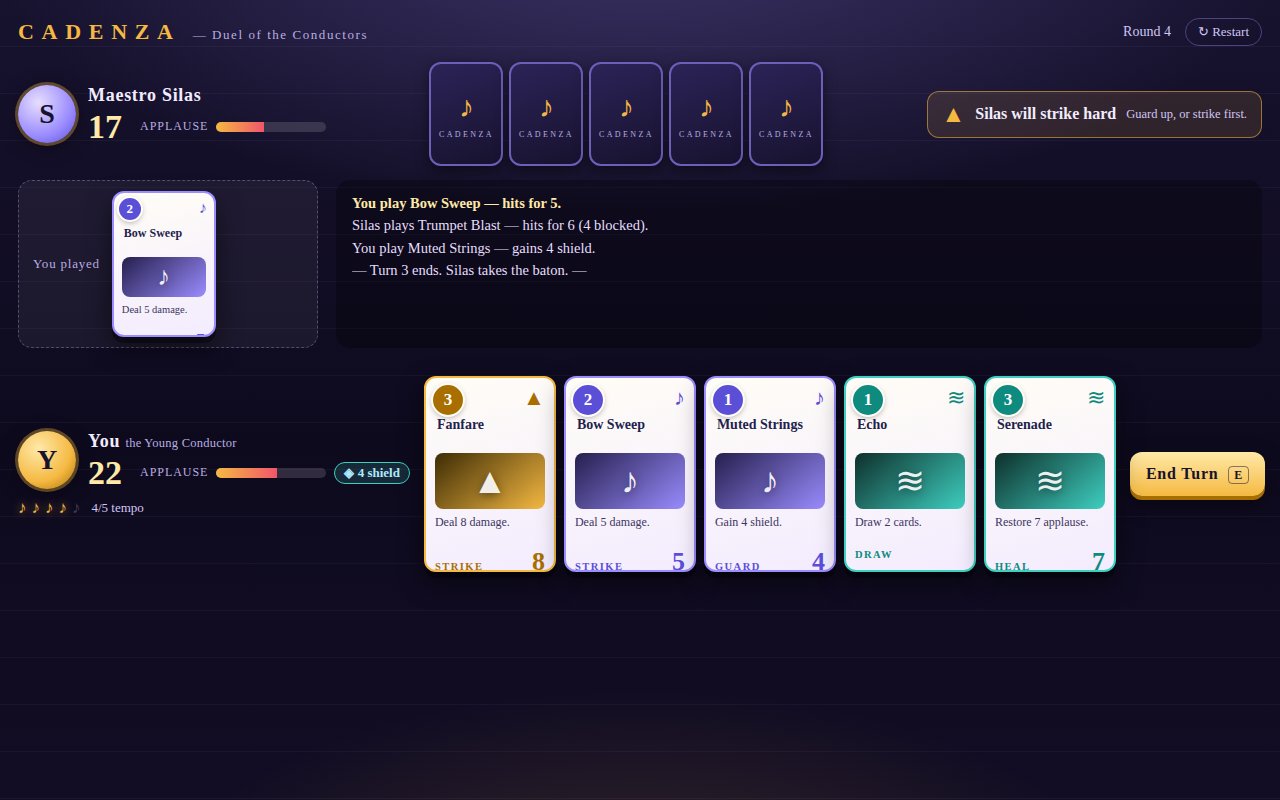 CADENZA — Duel of the Conductors
Round 4
↻ Restart
S
Maestro Silas
17 APPLAUSE
♪ CADENZA
♪ CADENZA
♪ CADENZA
♪ CADENZA
♪ CADENZA
▲ Silas will strike hard Guard up, or strike first.
You played
2 ♪
Bow Sweep
♪
Deal 5 damage.
You play Bow Sweep — hits for 5.
Silas plays Trumpet Blast — hits for 6 (4 blocked).
You play Muted Strings — gains 4 shield.
— Turn 3 ends. Silas takes the baton. —
Y
You the Young Conductor
22 APPLAUSE ◈ 4 shield
♪ ♪ ♪ ♪ ♪ 4/5 tempo
3 ▲
Fanfare
▲
Deal 8 damage.
STRIKE 8
2 ♪
Bow Sweep
♪
Deal 5 damage.
STRIKE 5
1 ♪
Muted Strings
♪
Gain 4 shield.
GUARD 4
1 ≋
Echo
≋
Draw 2 cards.
DRAW
3 ≋
Serenade
≋
Restore 7 applause.
HEAL 7
End Turn E